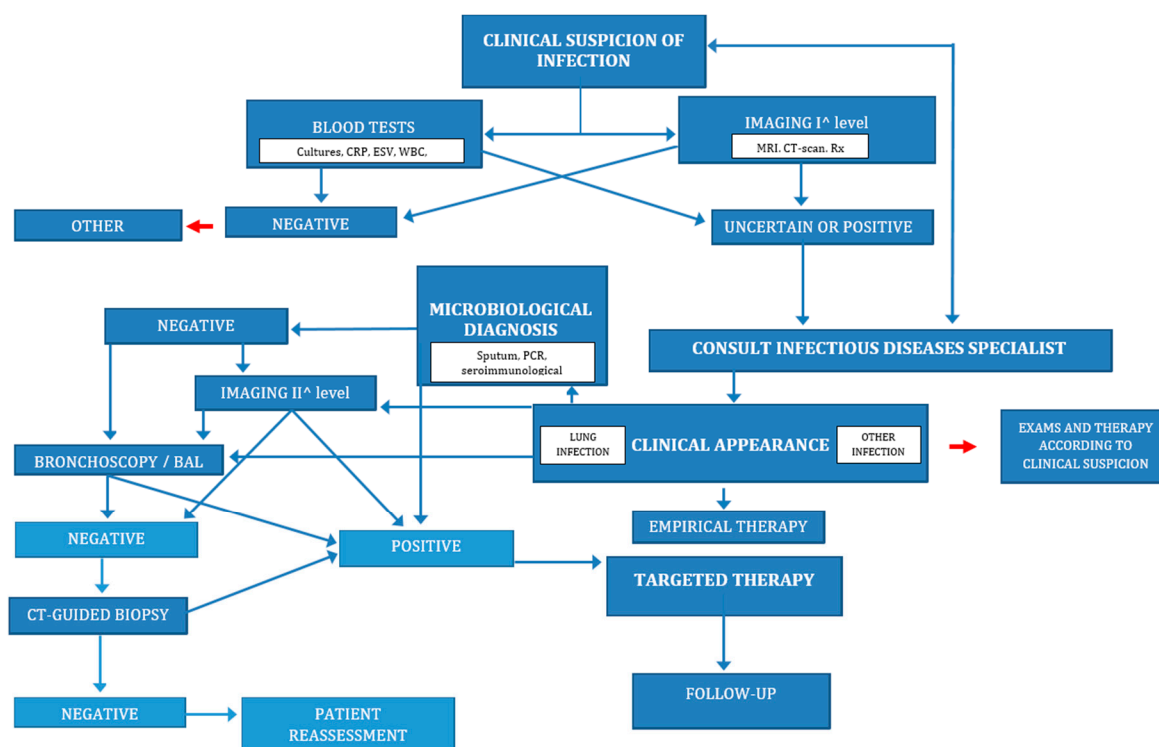 CLINICAL SUSPICION OF
INFECTION
BLOOD TESTS
Cultures, CRP, ESV, WBC,
IMAGING I^ level
MRI. CT-scan. Rx
OTHER
NEGATIVE
UNCERTAIN OR POSITIVE
MICROBIOLOGICAL
DIAGNOSIS
Sputum, PCR,
seroimmunological
NEGATIVE
CONSULT INFECTIOUS DISEASES SPECIALIST
IMAGING II^ level
LUNG
INFECTION
CLINICAL APPEARANCE
OTHER
INFECTION
EXAMS AND THERAPY
ACCORDING TO
CLINICAL SUSPICION
BRONCHOSCOPY / BAL
EMPIRICAL THERAPY
NEGATIVE
POSITIVE
TARGETED THERAPY
CT-GUIDED BIOPSY
FOLLOW-UP
NEGATIVE
PATIENT
REASSESSMENT